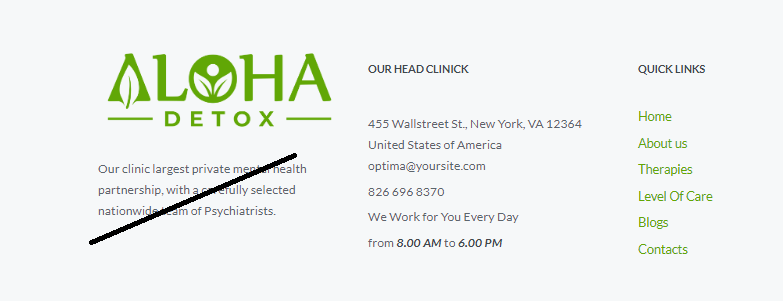 ALOHA
DETOX
Our clinic largest private mental health
partnership, with a carefully selected
nationwide team of Psychiatrists.
OUR HEAD CLINICK
455 Wallstreet St., New York, VA 12364
United States of America
optima@yoursite.com
826 696 8370
We Work for You Every Day
from 8.00 AM to 6.00 PM
QUICK LINKS
Home
About us
Therapies
Level Of Care
Blogs
Contacts